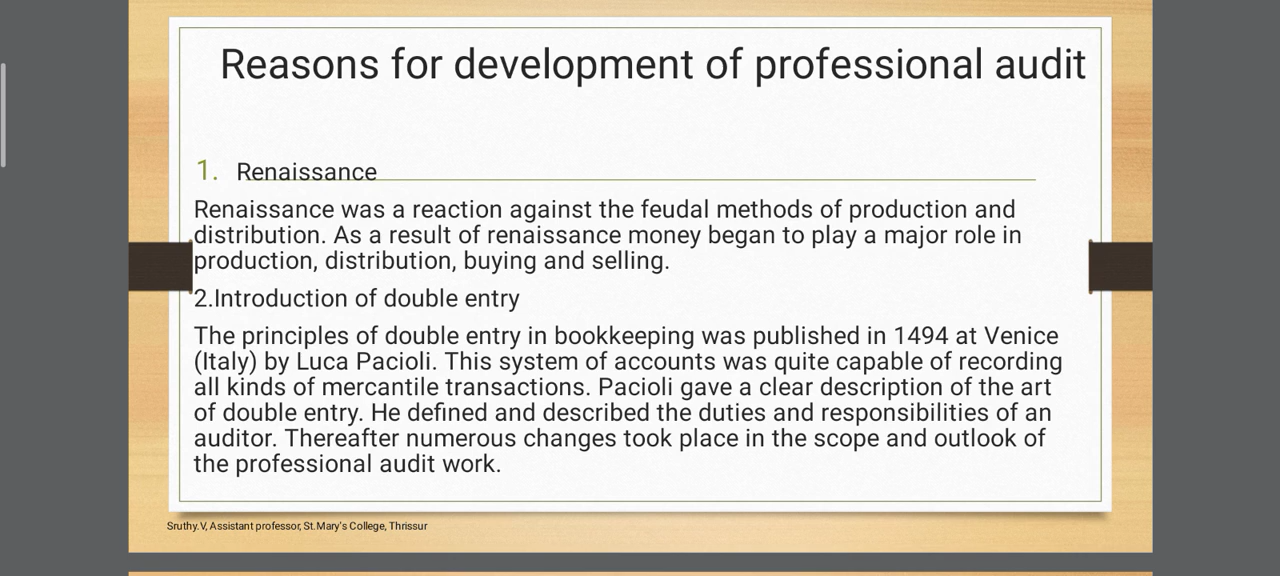 Reasons for development of professional audit
1. Renaissance
Renaissance was a reaction against the feudal methods of production and
distribution. As a result of renaissance money began to play a major role in
production, distribution, buying and selling.
2.Introduction of double entry
The principles of double entry in bookkeeping was published in 1494 at Venice
(Italy) by Luca Pacioli. This system of accounts was quite capable of recording
all kinds of mercantile transactions. Pacioli gave a clear description of the art
of double entry. He defined and described the duties and responsibilities of an
auditor. Thereafter numerous changes took place in the scope and outlook of
the professional audit work.
Sruthy.V, Assistant professor, St.Mary's College, Thrissur